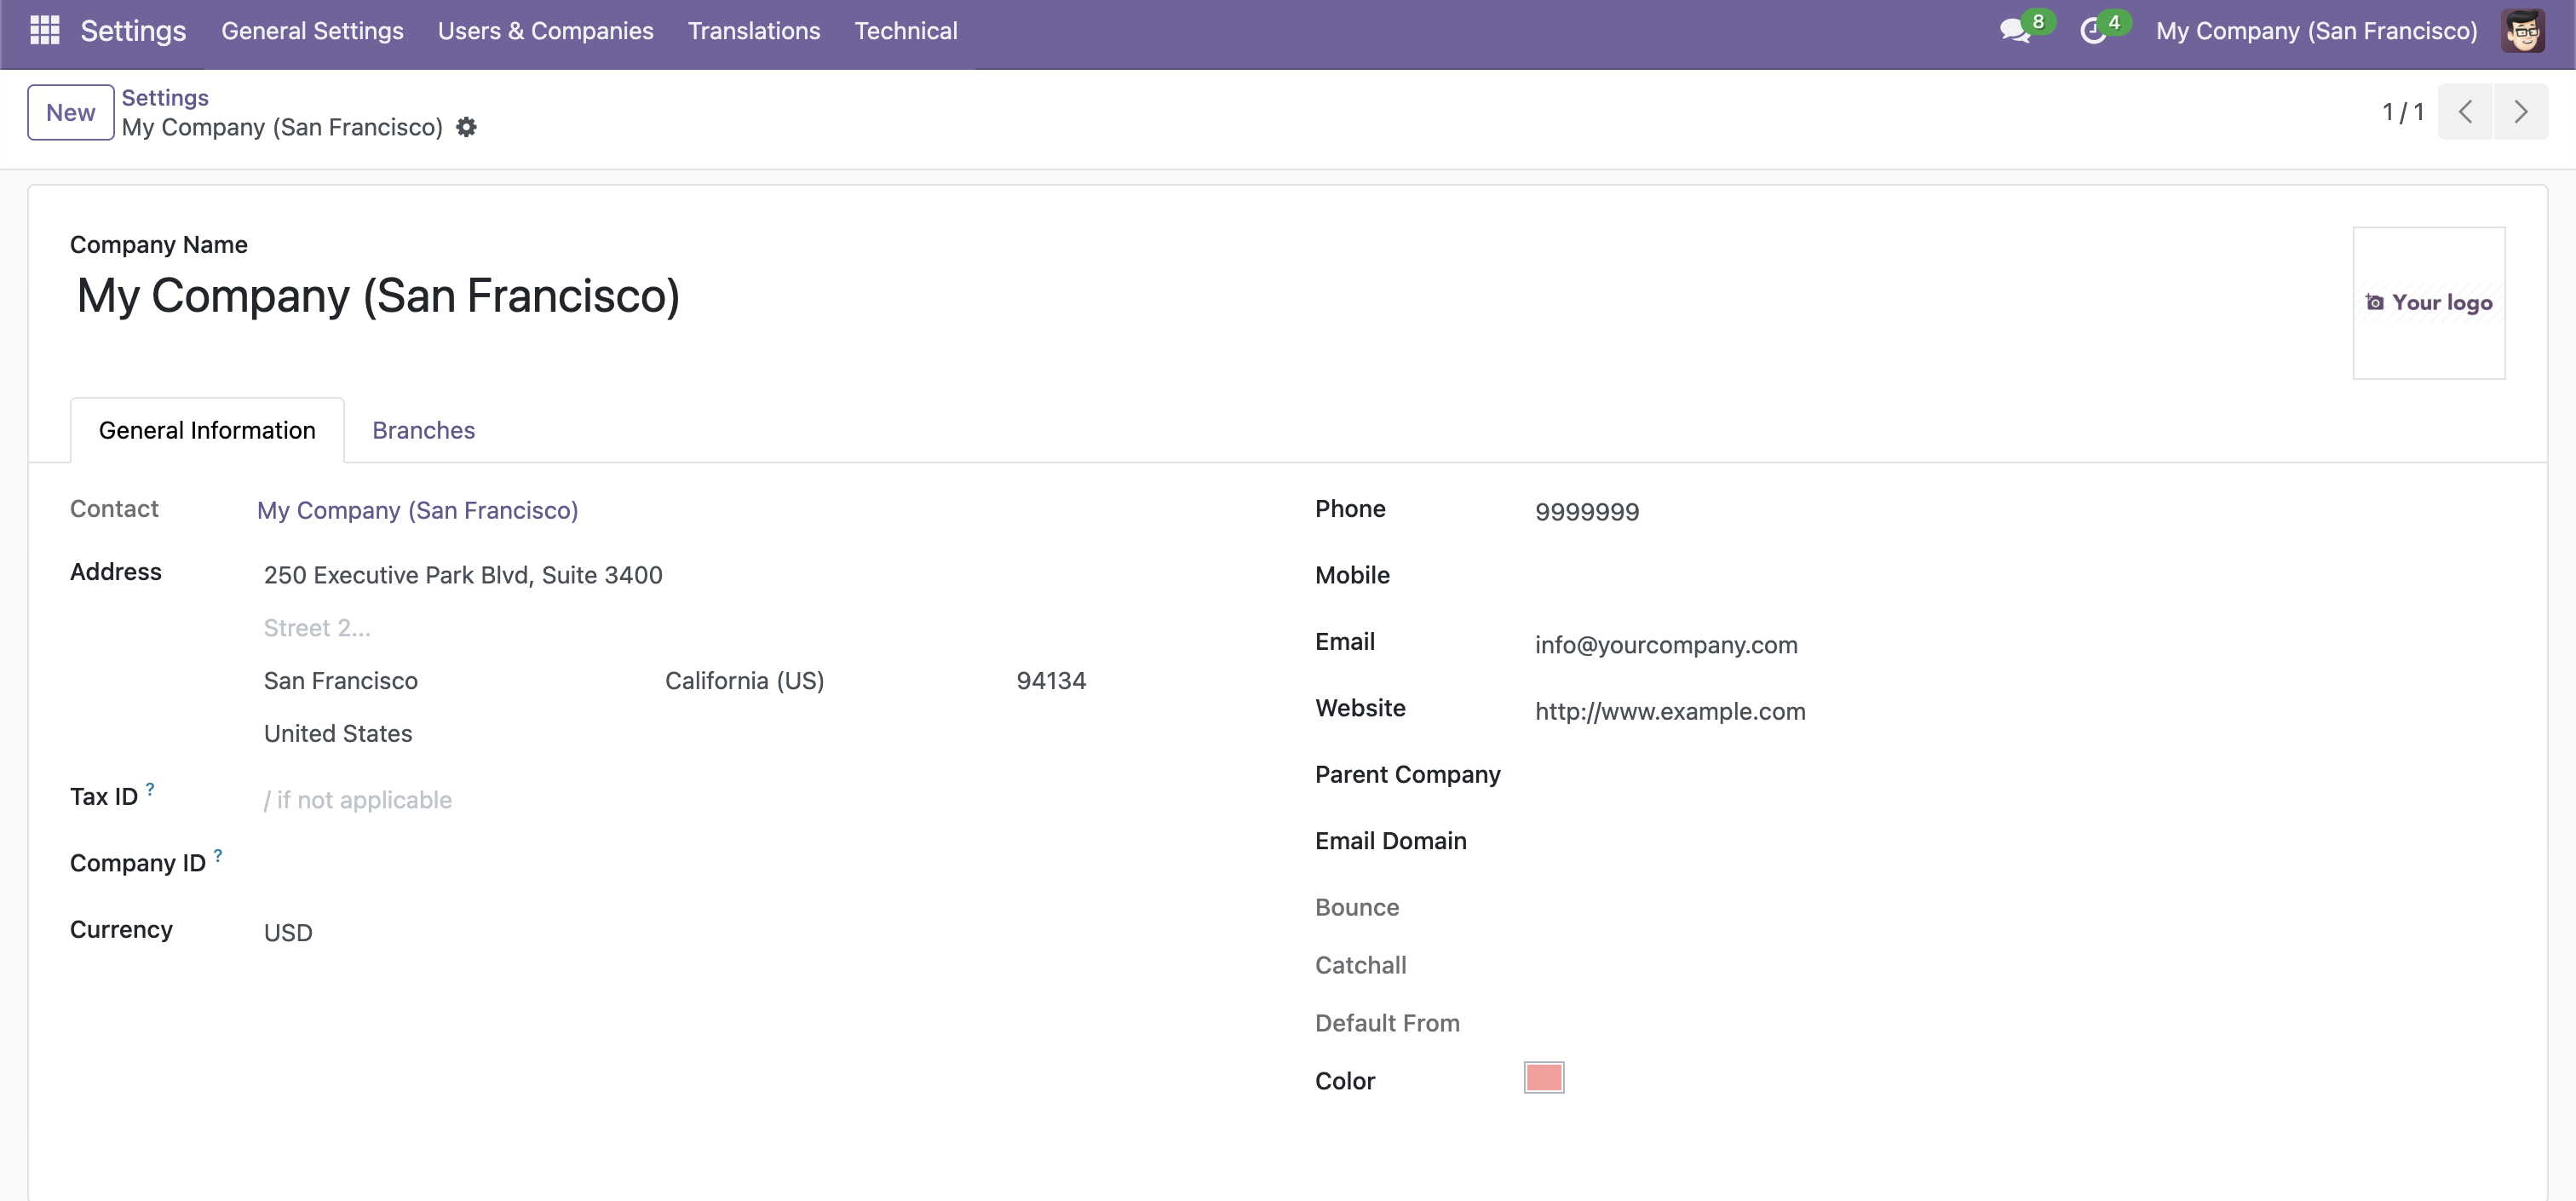 Settings General Settings Users & Companies Translations Technical 8 4 My Company (San Francisco)
New Settings 1 / 1
My Company (San Francisco)
Company Name
My Company (San Francisco)
Your logo
General Information Branches
Contact My Company (San Francisco)
Address 250 Executive Park Blvd, Suite 3400
Street 2...
San Francisco California (US) 94134
United States
Tax ID ? / if not applicable
Company ID ?
Currency USD
Phone 9999999
Mobile
Email info@yourcompany.com
Website http://www.example.com
Parent Company
Email Domain
Bounce
Catchall
Default From
Color